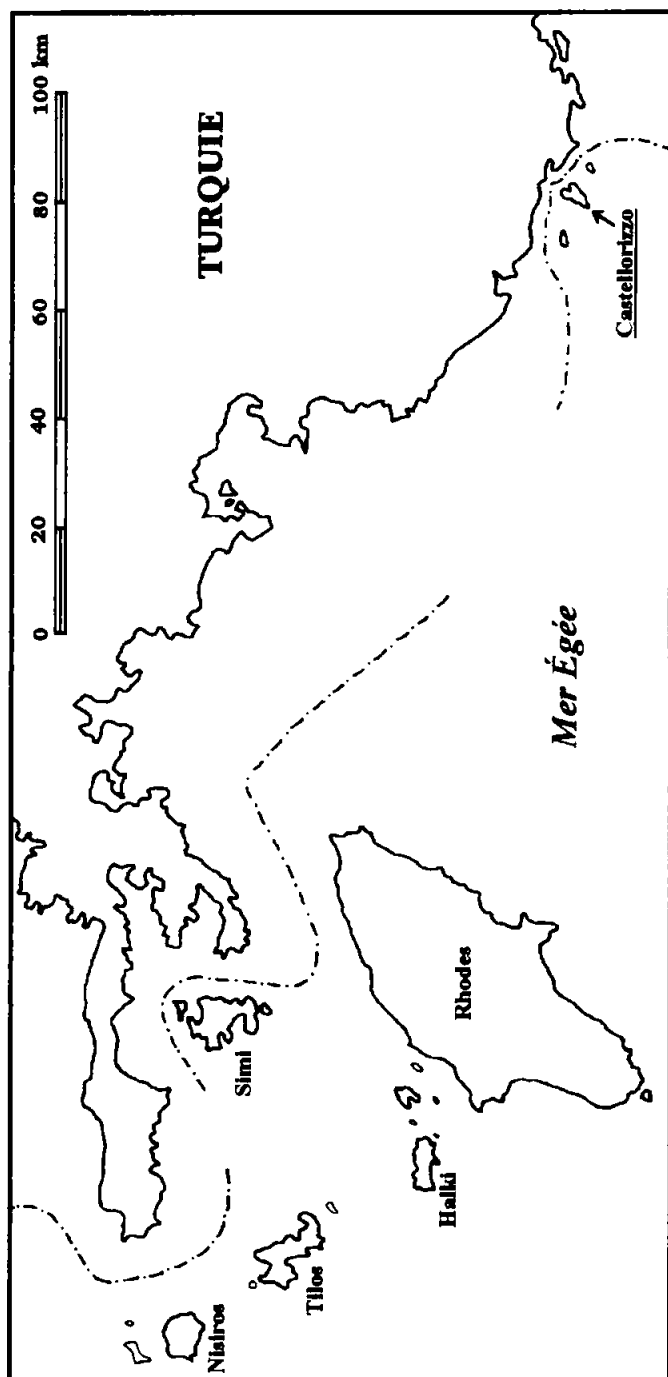 0 20 40 60 80 100 km
TURQUIE
Nisiros
Tilos
Simi
Halki
Rhodes
Mer Égée
Castellorizzo